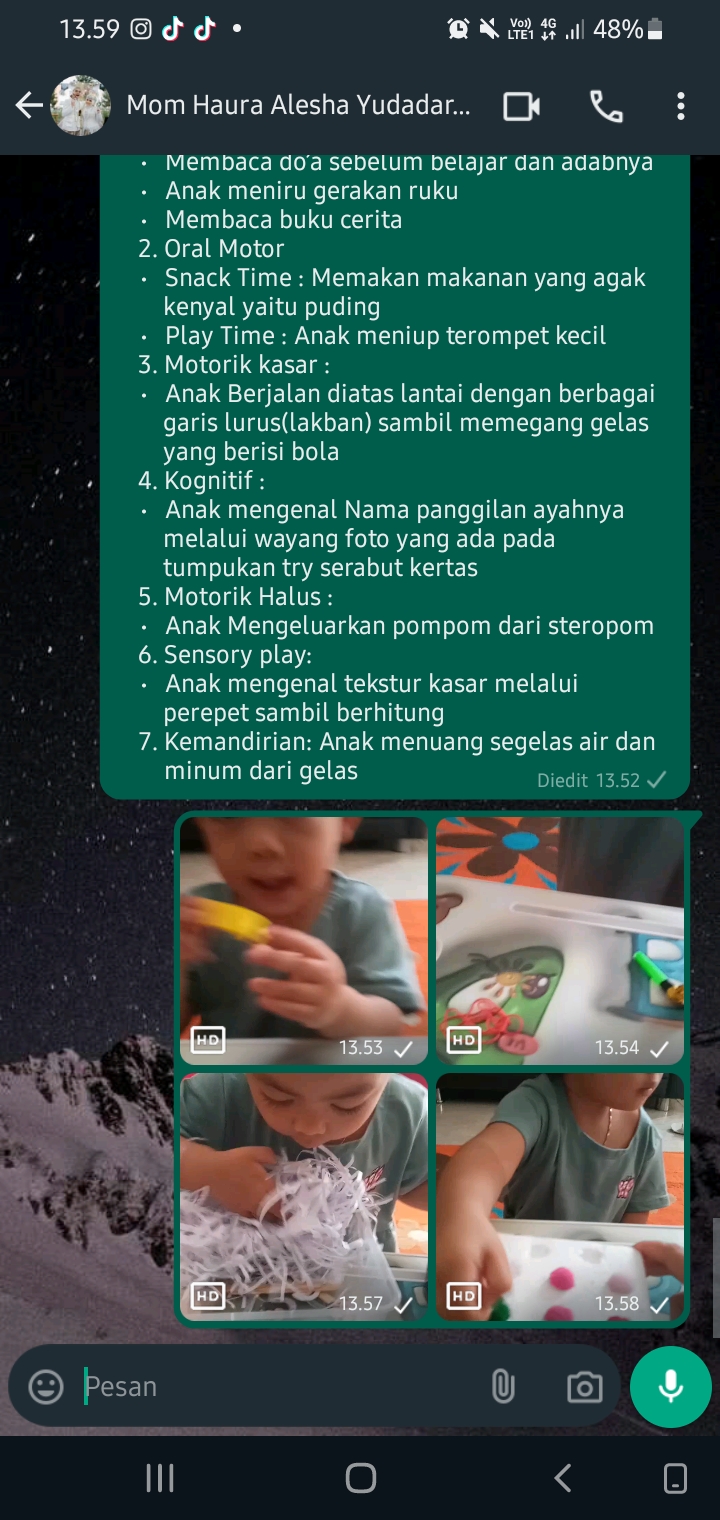 13.59
Vo))
LTE1
4G
48%
Mom Haura Alesha Yudadar...
• Membaca do'a sebelum belajar dan adabnya
• Anak meniru gerakan ruku
• Membaca buku cerita
2. Oral Motor
• Snack Time : Memakan makanan yang agak
kenyal yaitu puding
• Play Time : Anak meniup terompet kecil
3. Motorik kasar :
• Anak Berjalan diatas lantai dengan berbagai
garis lurus(lakban) sambil memegang gelas
yang berisi bola
4. Kognitif :
• Anak mengenal Nama panggilan ayahnya
melalui wayang foto yang ada pada
tumpukan try serabut kertas
5. Motorik Halus :
• Anak Mengeluarkan pompom dari steropom
6. Sensory play:
• Anak mengenal tekstur kasar melalui
perepet sambil berhitung
7. Kemandirian: Anak menuang segelas air dan
minum dari gelas
Diedit 13.52
HD 13.53
HD 13.54
HD 13.57
HD 13.58
Pesan